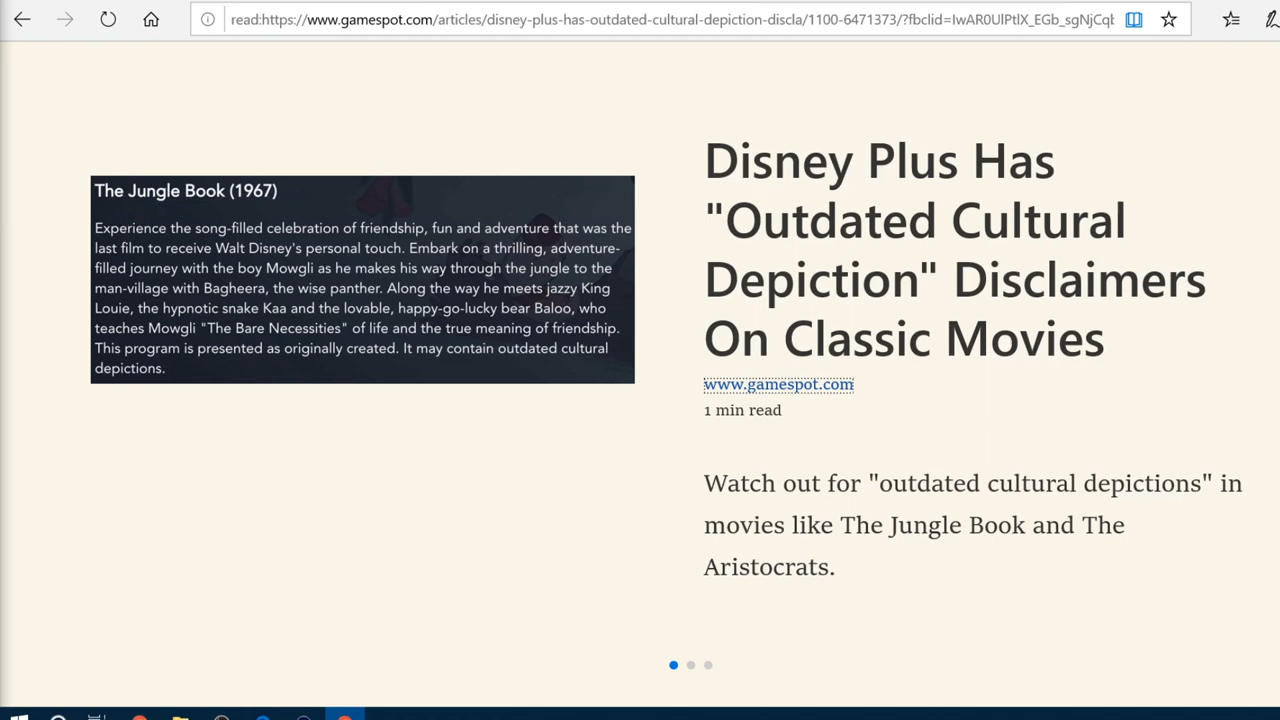 read:https://www.gamespot.com/articles/disney-plus-has-outdated-cultural-depiction-discla/1100-6471373/?fbclid=IwAR0UlPtlX_EGb_sgNjCqb
The Jungle Book (1967)
Experience the song-filled celebration of friendship, fun and adventure that was the
last film to receive Walt Disney's personal touch. Embark on a thrilling, adventure-
filled journey with the boy Mowgli as he makes his way through the jungle to the
man-village with Bagheera, the wise panther. Along the way he meets jazzy King
Louie, the hypnotic snake Kaa and the lovable, happy-go-lucky bear Baloo, who
teaches Mowgli "The Bare Necessities" of life and the true meaning of friendship.
This program is presented as originally created. It may contain outdated cultural
depictions.
Disney Plus Has
"Outdated Cultural
Depiction" Disclaimers
On Classic Movies
www.gamespot.com
1 min read
Watch out for "outdated cultural depictions" in
movies like The Jungle Book and The
Aristocrats.